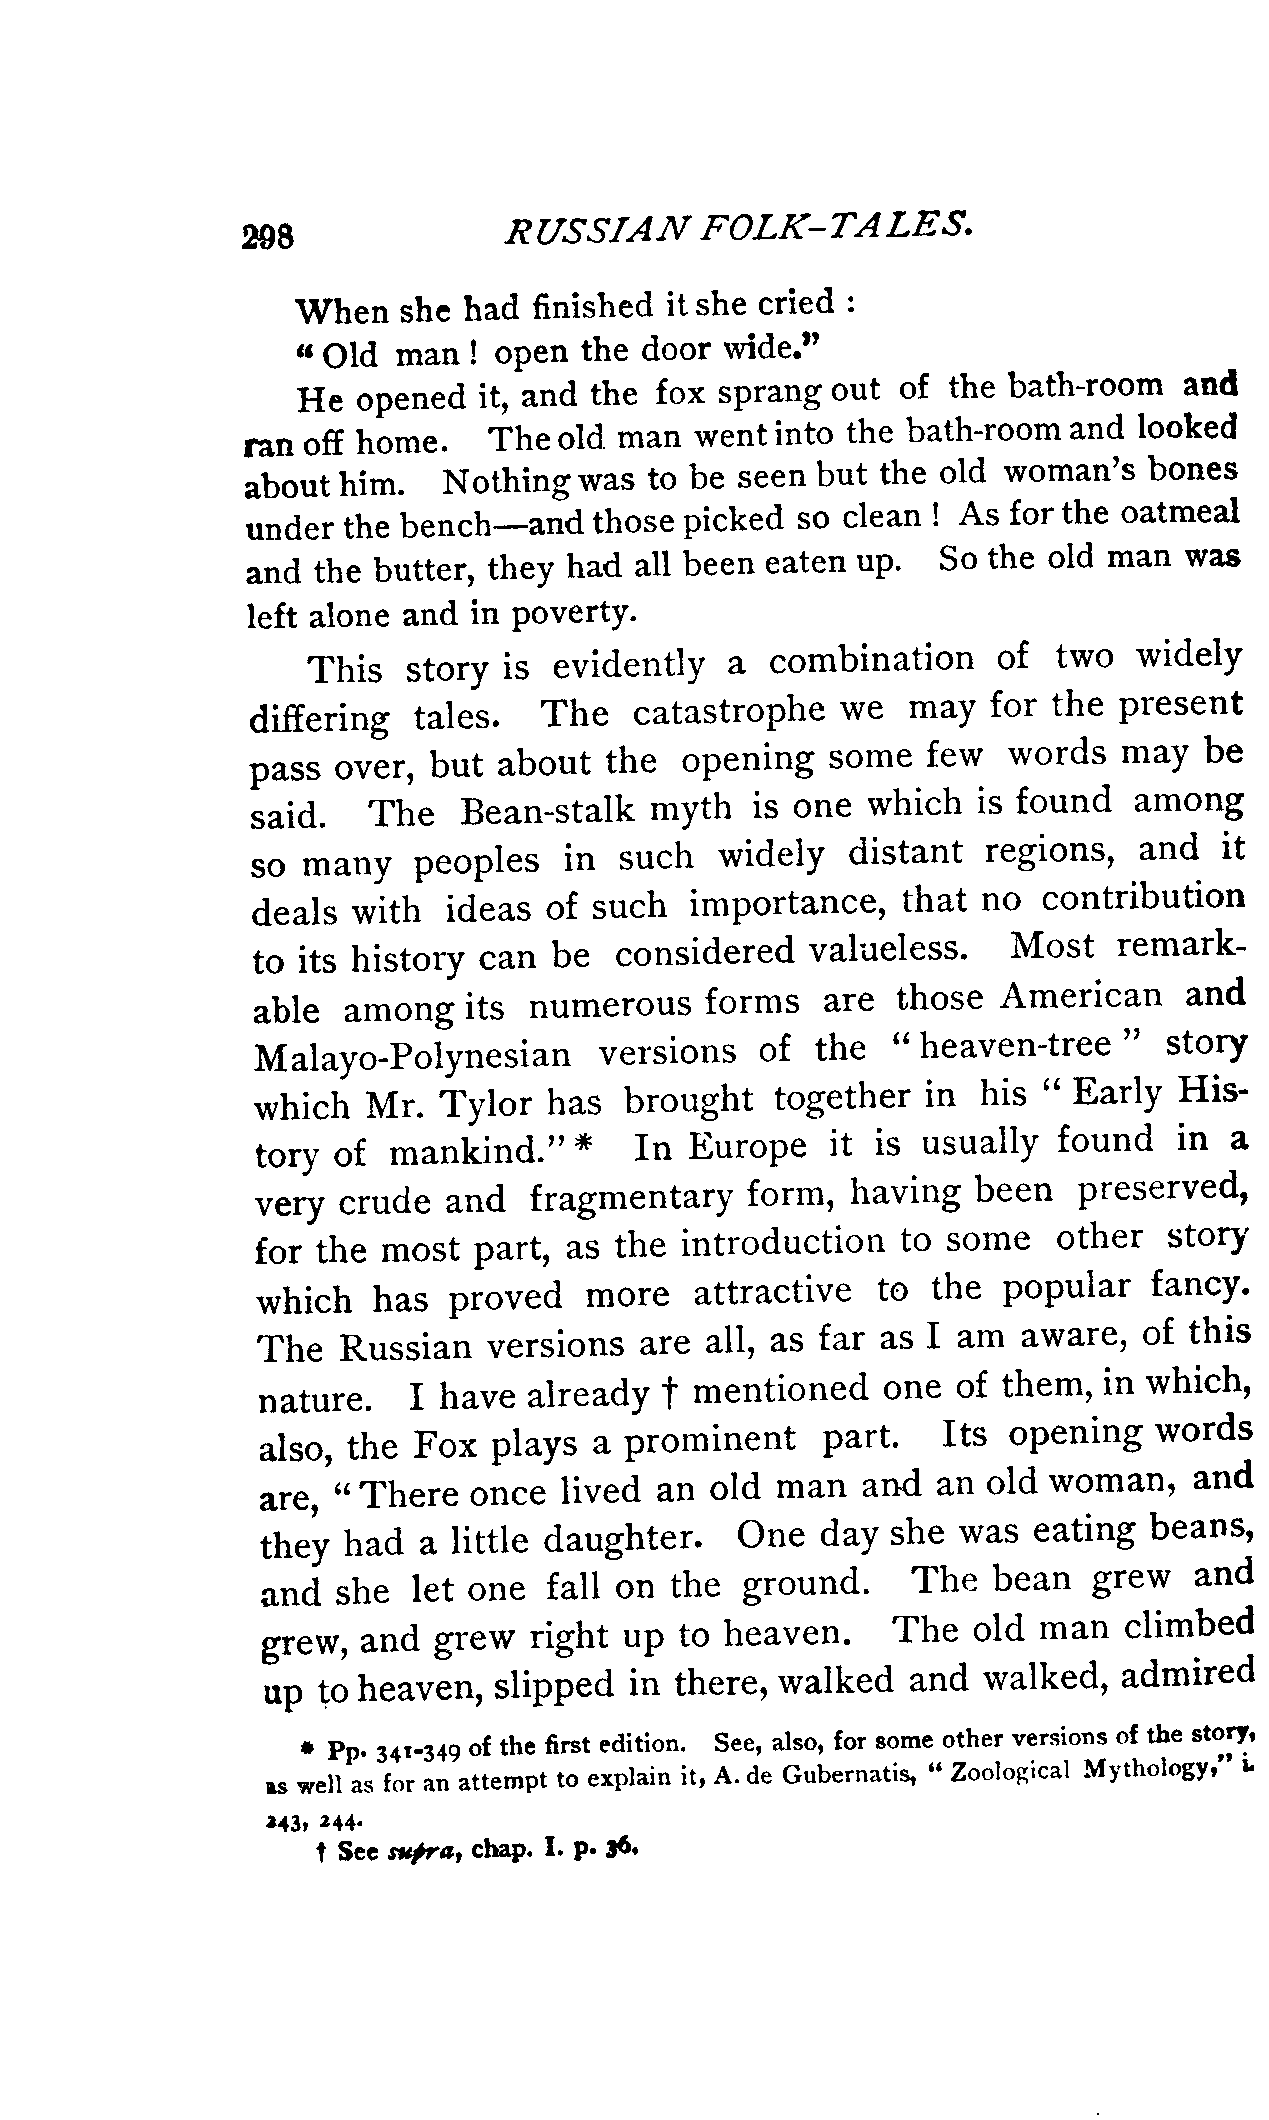 298 RUSSIAN FOLK-TALES.
When she had finished it she cried :
“ Old man ! open the door wide.”
He opened it, and the fox sprang out of the bath-room and
ran off home. The old man went into the bath-room and looked
about him. Nothing was to be seen but the old woman’s bones
under the bench—and those picked so clean ! As for the oatmeal
and the butter, they had all been eaten up. So the old man was
left alone and in poverty.
This story is evidently a combination of two widely
differing tales. The catastrophe we may for the present
pass over, but about the opening some few words may be
said. The Bean-stalk myth is one which is found among
so many peoples in such widely distant regions, and it
deals with ideas of such importance, that no contribution
to its history can be considered valueless. Most remark-
able among its numerous forms are those American and
Malayo-Polynesian versions of the “ heaven-tree ” story
which Mr. Tylor has brought together in his “ Early His-
tory of mankind.” * In Europe it is usually found in a
very crude and fragmentary form, having been preserved,
for the most part, as the introduction to some other story
which has proved more attractive to the popular fancy.
The Russian versions are all, as far as I am aware, of this
nature. I have already † mentioned one of them, in which,
also, the Fox plays a prominent part. Its opening words
are, “ There once lived an old man and an old woman, and
they had a little daughter. One day she was eating beans,
and she let one fall on the ground. The bean grew and
grew, and grew right up to heaven. The old man climbed
up to heaven, slipped in there, walked and walked, admired
* Pp. 341-349 of the first edition. See, also, for some other versions of the story,
as well as for an attempt to explain it, A. de Gubernatis, “ Zoological Mythology,” i.
243, 244.
† See supra, chap. I. p. 36.